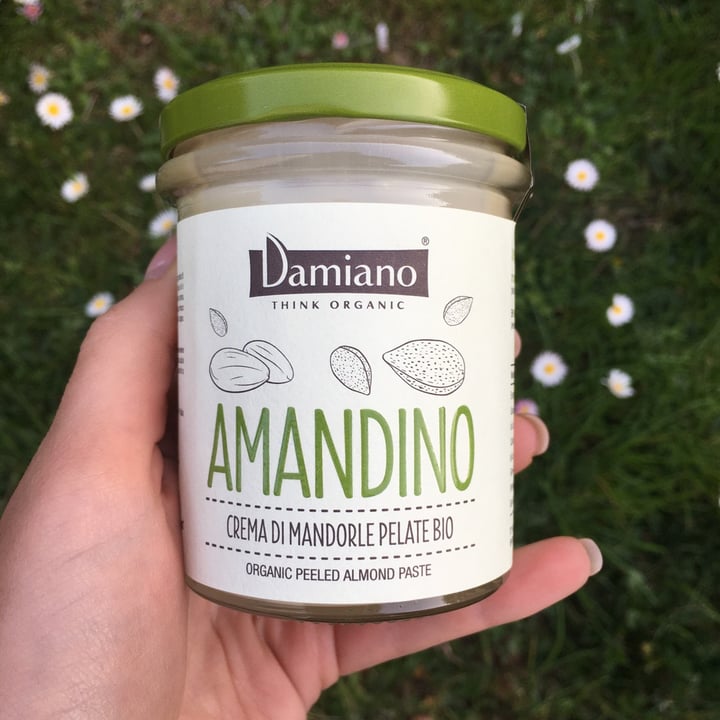 Damiano®
THINK ORGANIC
AMANDINO
CREMA DI MANDORLE PELATE BIO
ORGANIC PEELED ALMOND PASTE